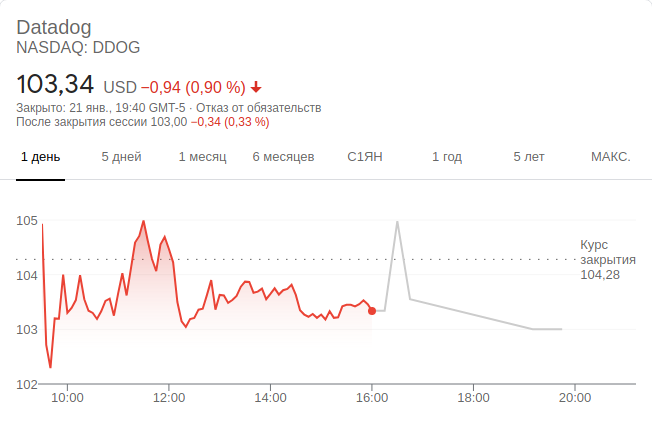 Datadog
NASDAQ: DDOG
103,34 USD −0,94 (0,90 %)
Закрыто: 21 янв., 19:40 GMT-5 · Отказ от обязательств
После закрытия сессии 103,00 −0,34 (0,33 %)
1 день 5 дней 1 месяц 6 месяцев С1ЯН 1 год 5 лет МАКС.
105
Курс
закрытия
104,28
104
103
102
10:00 12:00 14:00 16:00 18:00 20:00